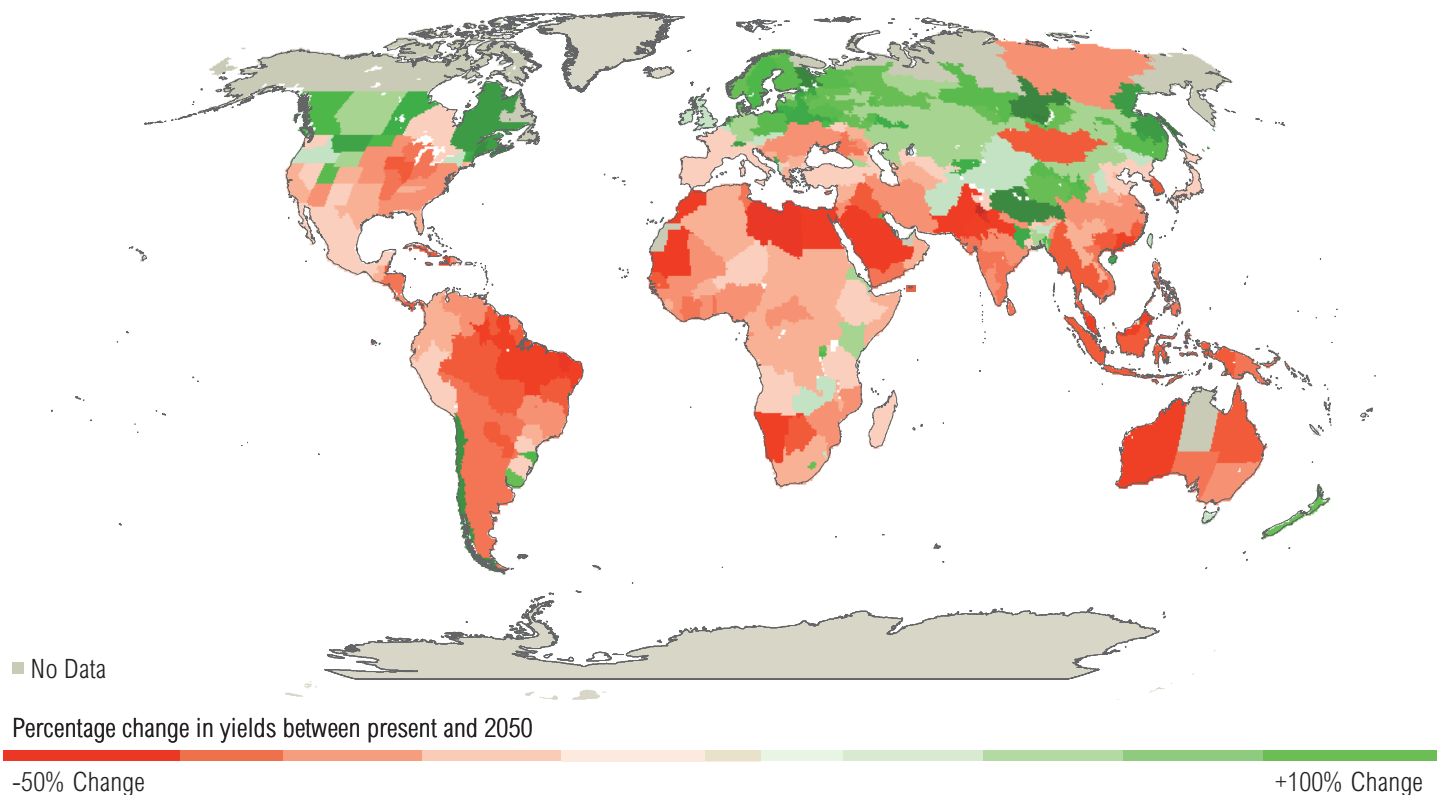 No Data
Percentage change in yields between present and 2050
-50% Change
+100% Change